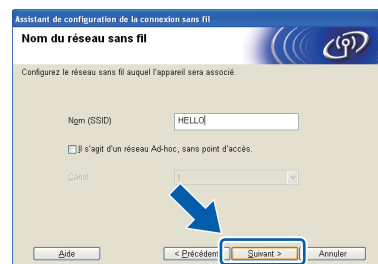 Assistant de configuration de la connexion sans fil
Nom du réseau sans fil
Configurez le réseau sans fil auquel l'appareil sera associé.
Nom (SSID) HELLO
Il s'agit d'un réseau Ad-hoc, sans point d'accès.
Canal 1
Aide < Précédent Suivant > Annuler